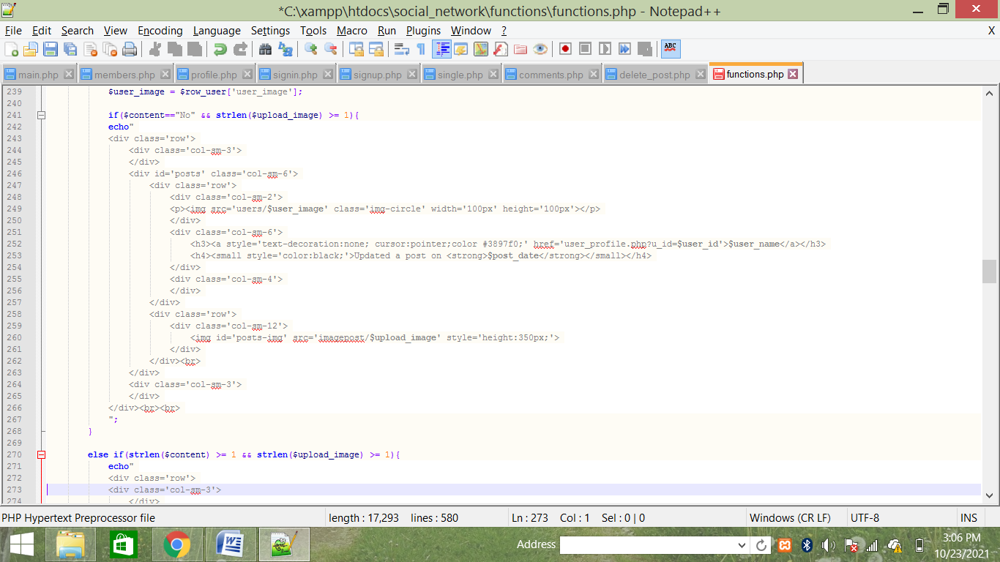 *C:\xampp\htdocs\social_network\functions\functions.php - Notepad++
File Edit Search View Encoding Language Settings Tools Macro Run Plugins Window ? X
ABC
main.php members.php profile.php signin.php signup.php single.php comments.php delete_post.php functions.php
239 $user_image = $row_user['user_image'];
240
241 if($content=="No" && strlen($upload_image) >= 1){
242 echo"
243 <div class='row'>
244 <div class='col-sm-3'>
245 </div>
246 <div id='posts' class='col-sm-6'>
247 <div class='row'>
248 <div class='col-sm-2'>
249 <p><img src='users/$user_image' class='img-circle' width='100px' height='100px'></p>
250 </div>
251 <div class='col-sm-6'>
252 <h3><a style='text-decoration:none; cursor:pointer;color #3897f0;' href='user_profile.php?u_id=$user_id'>$user_name</a></h3>
253 <h4><small style='color:black;'>Updated a post on <strong>$post_date</strong></small></h4>
254 </div>
255 <div class='col-sm-4'>
256 </div>
257 </div>
258 <div class='row'>
259 <div class='col-sm-12'>
260 <img id='posts-img' src='imagepost/$upload_image' style='height:350px;'>
261 </div>
262 </div><br>
263 </div>
264 <div class='col-sm-3'>
265 </div>
266 </div><br><br>
267 ";
268 }
269
270 else if(strlen($content) >= 1 && strlen($upload_image) >= 1){
271 echo"
272 <div class='row'>
273 <div class='col-sm-3'>
274 </div>
PHP Hypertext Preprocessor file length : 17,293 lines : 580 Ln : 273 Col : 1 Sel : 0 | 0 Windows (CR LF) UTF-8 INS
Address 3:06 PM
10/23/2021